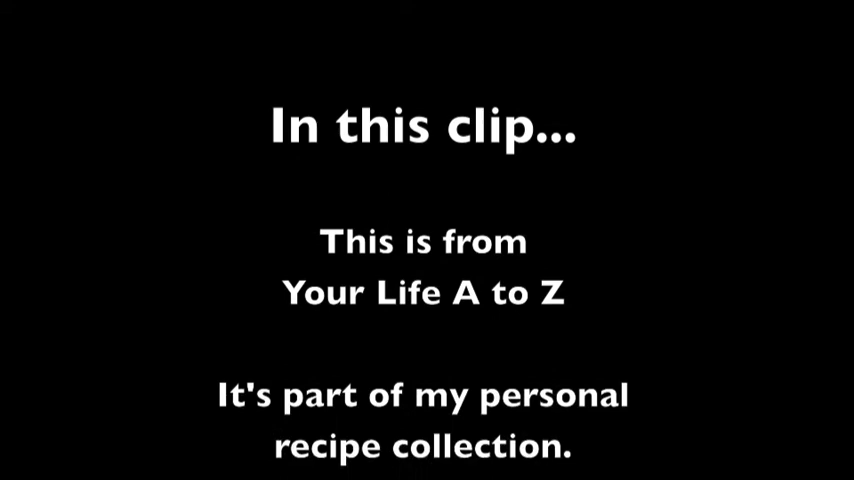 In this clip...
This is from
Your Life A to Z
It's part of my personal
recipe collection.